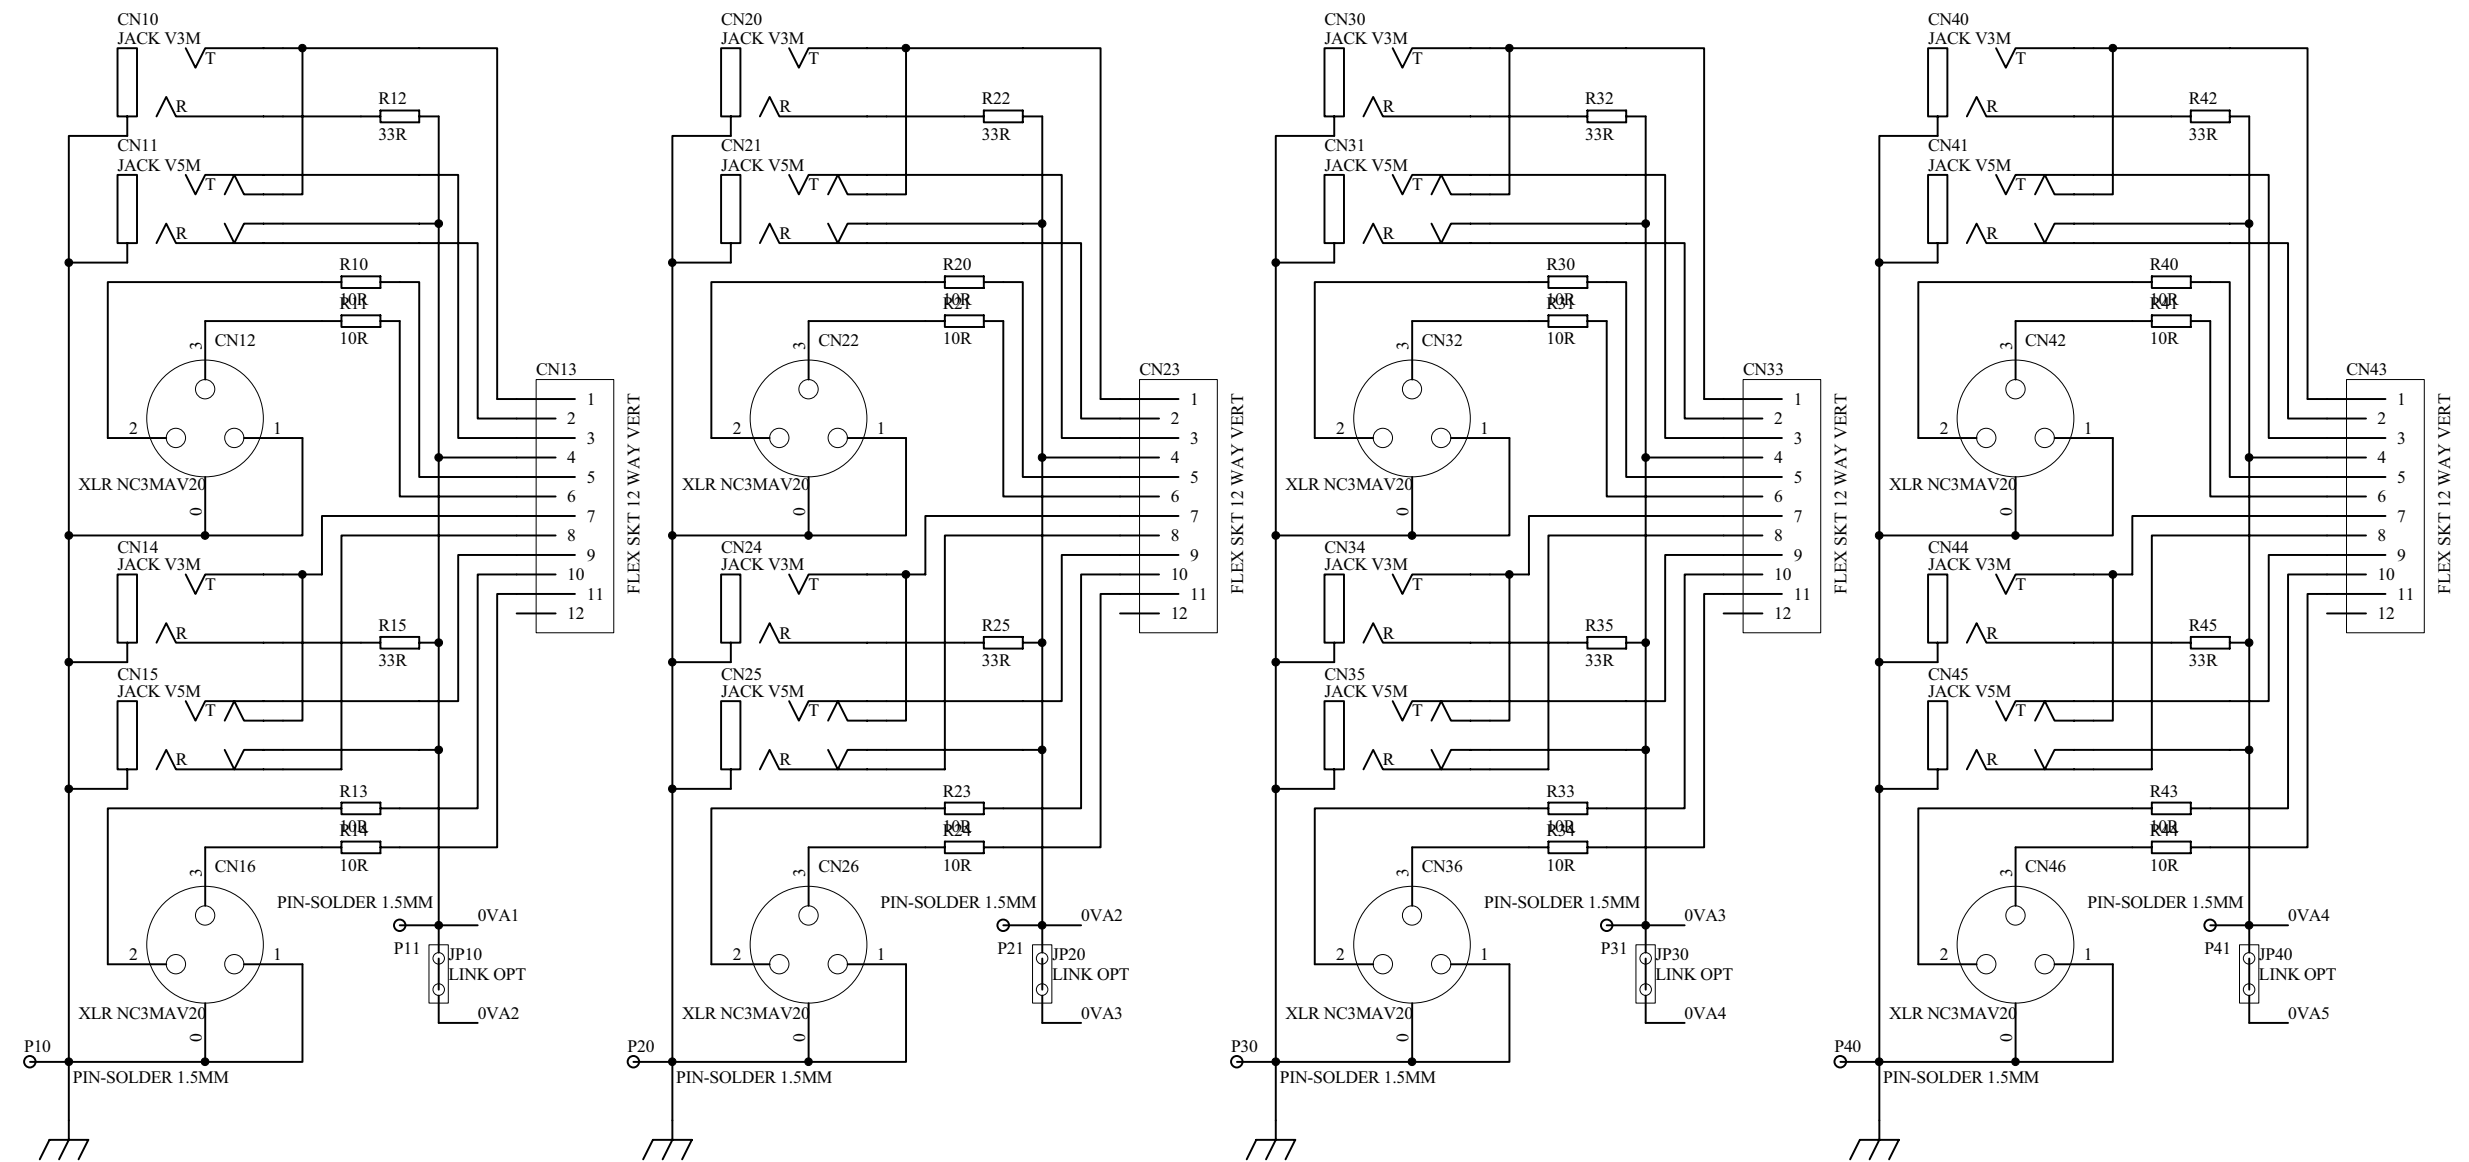 CN10
JACK V3M
T
R
R12
33R
CN11
JACK V5M
T
R
R10
10R
R11
10R
3
CN12
2
1
XLR NC3MAV20
0
CN13
1
2
3
4
5
6
7
8
9
10
11
12
FLEX SKT 12 WAY VERT
CN14
JACK V3M
T
R
R15
33R
CN15
JACK V5M
T
R
R13
10R
R14
10R
3
CN16
2
1
XLR NC3MAV20
0
PIN-SOLDER 1.5MM
0VA1
P11
JP10
LINK OPT
0VA2
P10
PIN-SOLDER 1.5MM
CN20
JACK V3M
T
R
R22
33R
CN21
JACK V5M
T
R
R20
10R
R21
10R
3
CN22
2
1
XLR NC3MAV20
0
CN23
1
2
3
4
5
6
7
8
9
10
11
12
FLEX SKT 12 WAY VERT
CN24
JACK V3M
T
R
R25
33R
CN25
JACK V5M
T
R
R23
10R
R24
10R
3
CN26
2
1
XLR NC3MAV20
0
PIN-SOLDER 1.5MM
0VA2
P21
JP20
LINK OPT
0VA3
P20
PIN-SOLDER 1.5MM
CN30
JACK V3M
T
R
R32
33R
CN31
JACK V5M
T
R
R30
10R
R31
10R
3
CN32
2
1
XLR NC3MAV20
0
CN33
1
2
3
4
5
6
7
8
9
10
11
12
FLEX SKT 12 WAY VERT
CN34
JACK V3M
T
R
R35
33R
CN35
JACK V5M
T
R
R33
10R
R34
10R
3
CN36
2
1
XLR NC3MAV20
0
PIN-SOLDER 1.5MM
0VA3
P31
JP30
LINK OPT
0VA4
P30
PIN-SOLDER 1.5MM
CN40
JACK V3M
T
R
R42
33R
CN41
JACK V5M
T
R
R40
10R
R41
10R
3
CN42
2
1
XLR NC3MAV20
0
CN43
1
2
3
4
5
6
7
8
9
10
11
12
FLEX SKT 12 WAY VERT
CN44
JACK V3M
T
R
R45
33R
CN45
JACK V5M
T
R
R43
10R
R44
10R
3
CN46
2
1
XLR NC3MAV20
0
PIN-SOLDER 1.5MM
0VA4
P41
JP40
LINK OPT
0VA5
P40
PIN-SOLDER 1.5MM